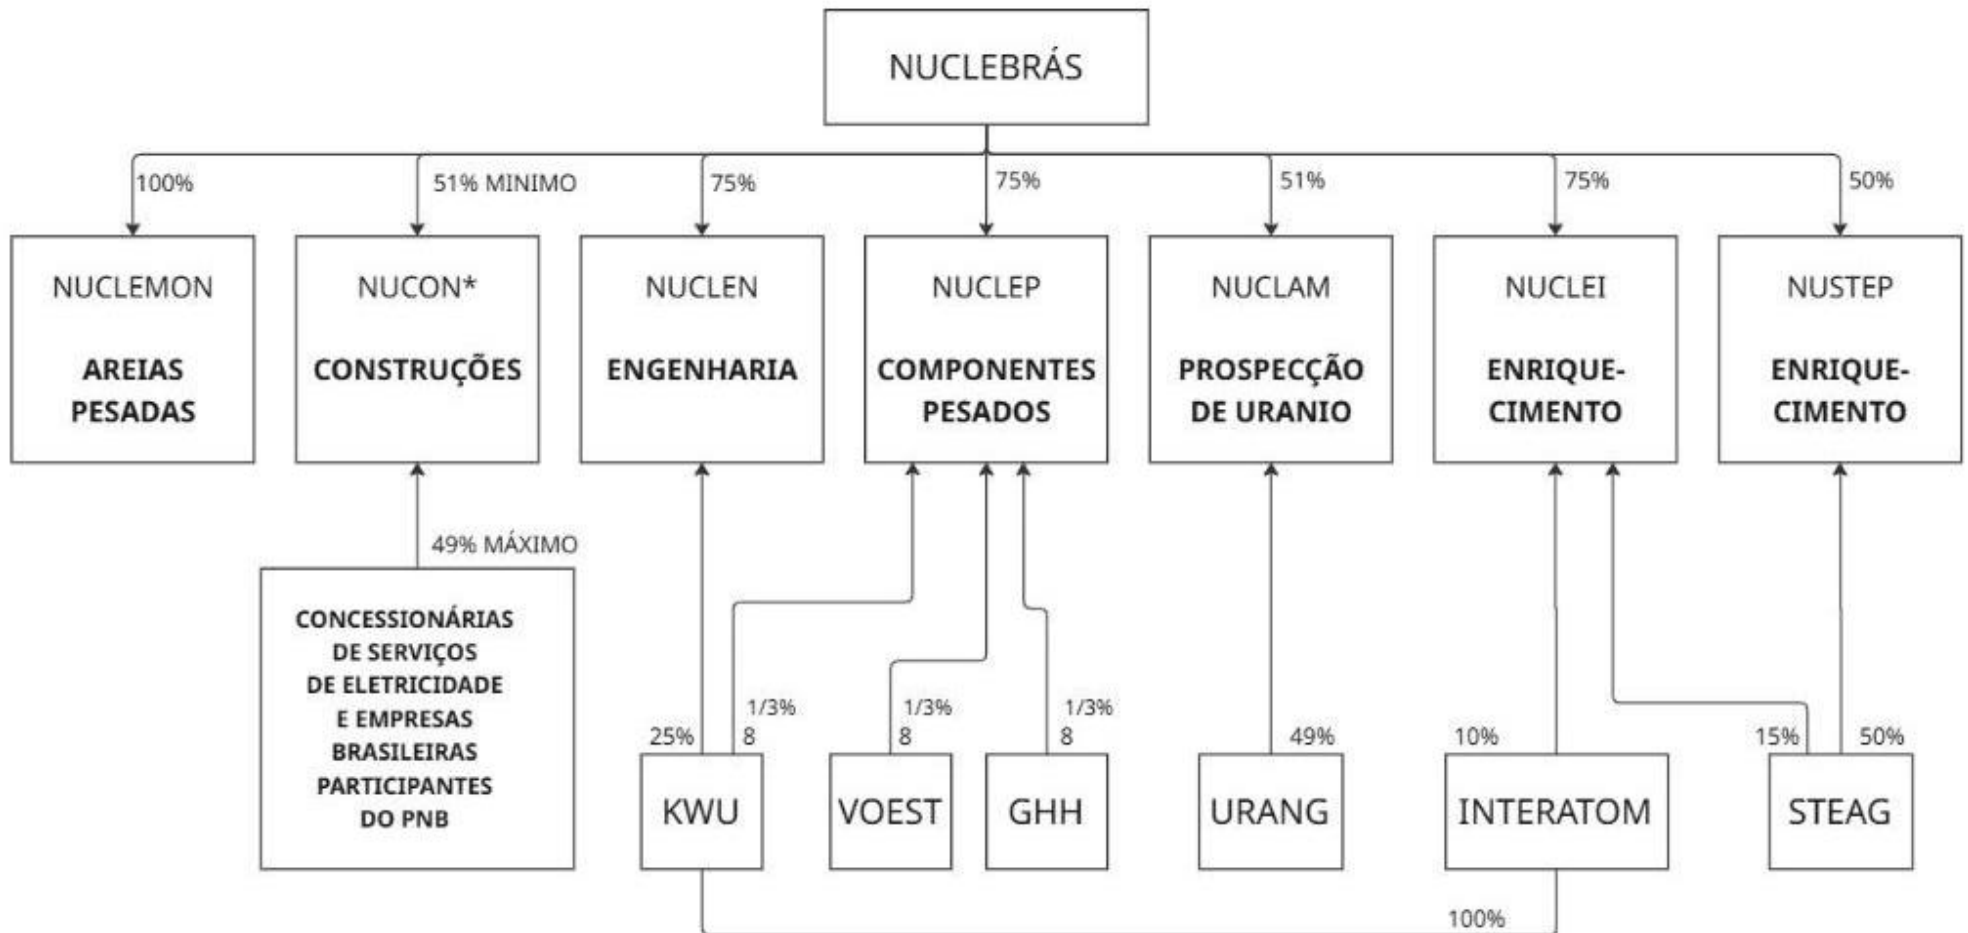 NUCLEBRÁS
100%
51% MINIMO
75%
75%
51%
75%
50%
NUCLEMON
AREIAS
PESADAS
NUCON*
CONSTRUÇÕES
NUCLEN
ENGENHARIA
NUCLEP
COMPONENTES
PESADOS
NUCLAM
PROSPECÇÃO
DE URANIO
NUCLEI
ENRIQUE-
CIMENTO
NUSTEP
ENRIQUE-
CIMENTO
49% MÁXIMO
CONCESSIONÁRIAS
DE SERVIÇOS
DE ELETRICIDADE
E EMPRESAS
BRASILEIRAS
PARTICIPANTES
DO PNB
25%
1/3%
8
KWU
1/3%
8
VOEST
1/3%
8
GHH
49%
URANG
10%
INTERATOM
15%
50%
STEAG
100%